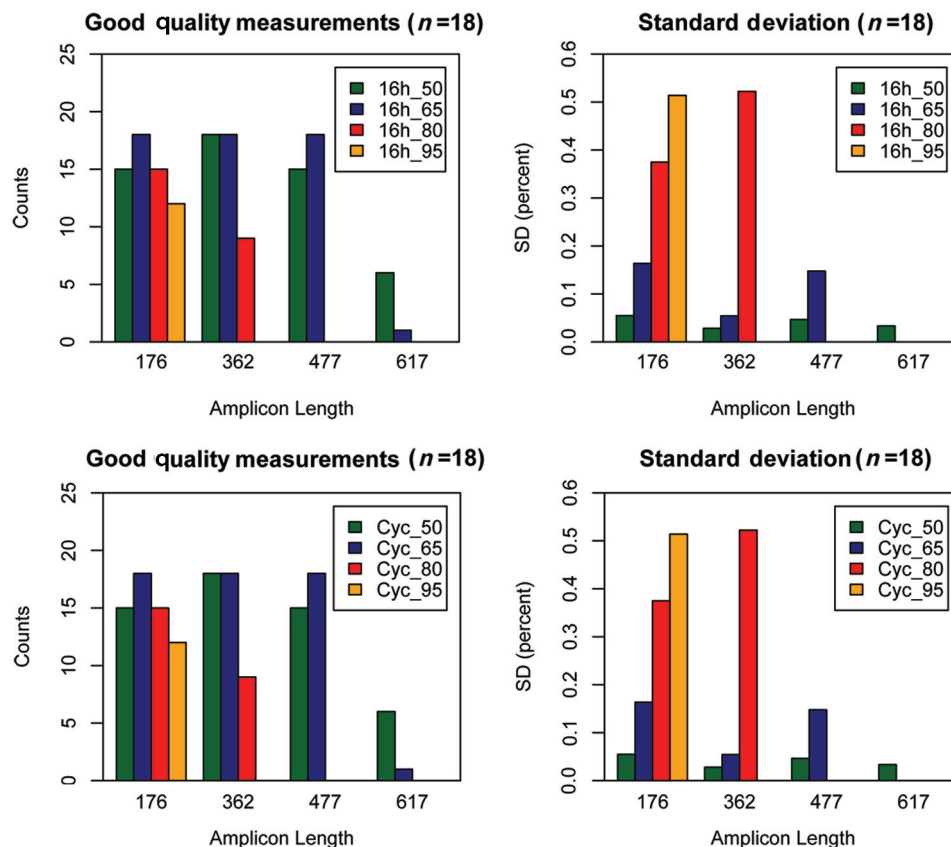 Good quality measurements (n=18)
25
20
15
10
5
0
Counts
16h_50
16h_65
16h_80
16h_95
176
362
477
617
Amplicon Length
Standard deviation (n=18)
0.6
0.5
0.4
0.3
0.2
0.1
0.0
SD (percent)
16h_50
16h_65
16h_80
16h_95
176
362
477
617
Amplicon Length
Good quality measurements (n=18)
25
20
15
10
5
0
Counts
Cyc_50
Cyc_65
Cyc_80
Cyc_95
176
362
477
617
Amplicon Length
Standard deviation (n=18)
0.6
0.5
0.4
0.3
0.2
0.1
0.0
SD (percent)
Cyc_50
Cyc_65
Cyc_80
Cyc_95
176
362
477
617
Amplicon Length